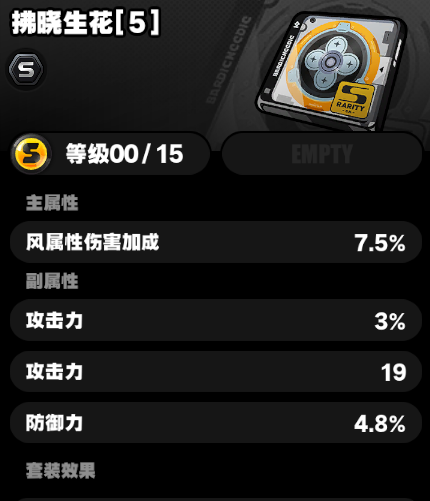 拂晓生花[5]
S
S
RARITY
S
等级00/15
EMPTY
主属性
风属性伤害加成
7.5%
副属性
攻击力
3%
攻击力
19
防御力
4.8%
套装效果